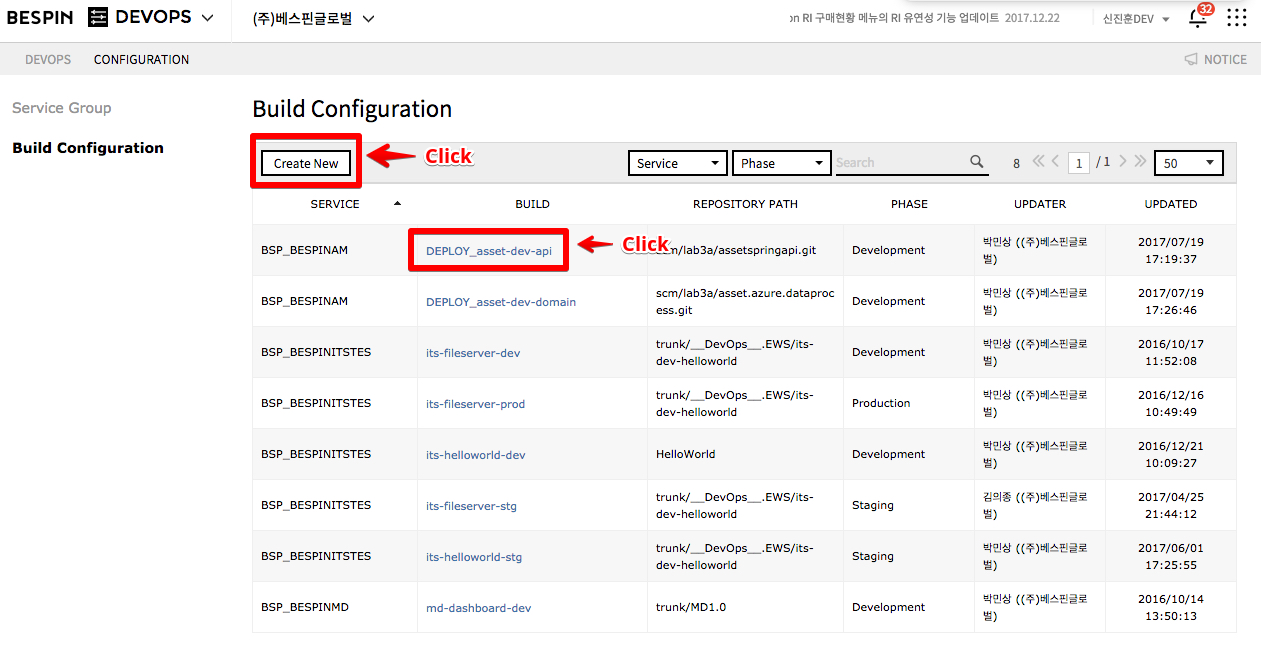 BESPIN DEVOPS (주)베스핀글로벌 on RI 구매현황 메뉴의 RI 유연성 기능 업데이트 2017.12.22 신진훈DEV 32
DEVOPS CONFIGURATION NOTICE
Service Group
Build Configuration
Build Configuration
Create New Click Service Phase Search 8 1 / 1 50
SERVICE BUILD REPOSITORY PATH PHASE UPDATER UPDATED
BSP_BESPINAM DEPLOY_asset-dev-api Click scm/lab3a/assetspringapi.git Development 박민상 ((주)베스핀글로
벌) 2017/07/19
17:19:37
BSP_BESPINAM DEPLOY_asset-dev-domain scm/lab3a/asset.azure.dataproc
ess.git Development 박민상 ((주)베스핀글로
벌) 2017/07/19
17:26:46
BSP_BESPINITSTES its-fileserver-dev trunk/__DevOps__.EWS/its-
dev-helloworld Development 박민상 ((주)베스핀글로
벌) 2016/10/17
11:52:08
BSP_BESPINITSTES its-fileserver-prod trunk/__DevOps__.EWS/its-
dev-helloworld Production 박민상 ((주)베스핀글로
벌) 2016/12/16
10:49:49
BSP_BESPINITSTES its-helloworld-dev HelloWorld Development 박민상 ((주)베스핀글로
벌) 2016/12/21
10:09:27
BSP_BESPINITSTES its-fileserver-stg trunk/__DevOps__.EWS/its-
dev-helloworld Staging 김의종 ((주)베스핀글로
벌) 2017/04/25
21:44:12
BSP_BESPINITSTES its-helloworld-stg trunk/__DevOps__.EWS/its-
dev-helloworld Staging 박민상 ((주)베스핀글로
벌) 2017/06/01
17:25:55
BSP_BESPINMD md-dashboard-dev trunk/MD1.0 Development 박민상 ((주)베스핀글로
벌) 2016/10/14
13:50:13